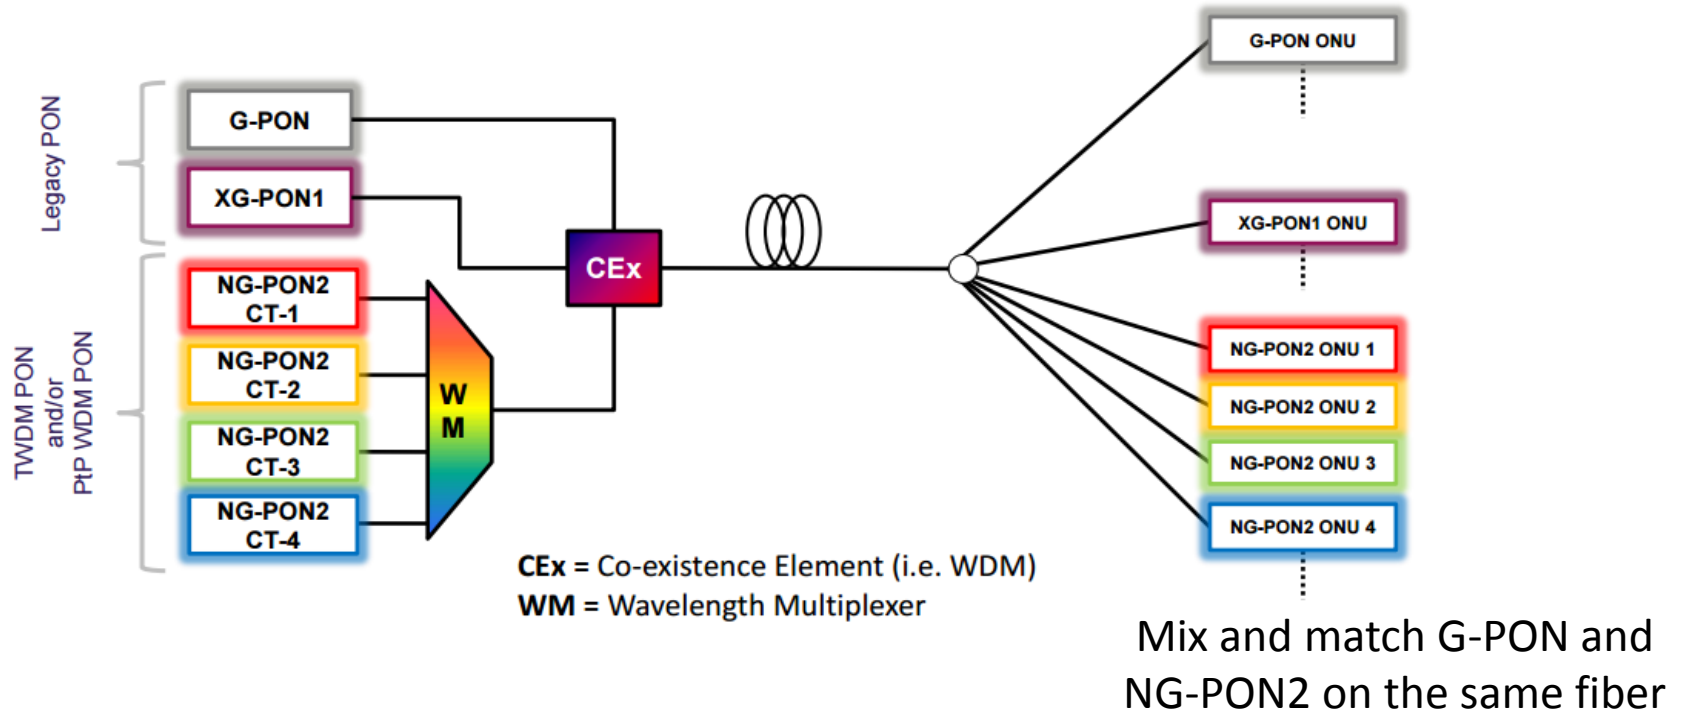 Legacy PON
G-PON
XG-PON1
TWDM PON
and/or
PtP WDM PON
NG-PON2
CT-1
NG-PON2
CT-2
NG-PON2
CT-3
NG-PON2
CT-4
W
M
CEx
G-PON ONU
XG-PON1 ONU
NG-PON2 ONU 1
NG-PON2 ONU 2
NG-PON2 ONU 3
NG-PON2 ONU 4
CEx = Co-existence Element (i.e. WDM)
WM = Wavelength Multiplexer
Mix and match G-PON and
NG-PON2 on the same fiber